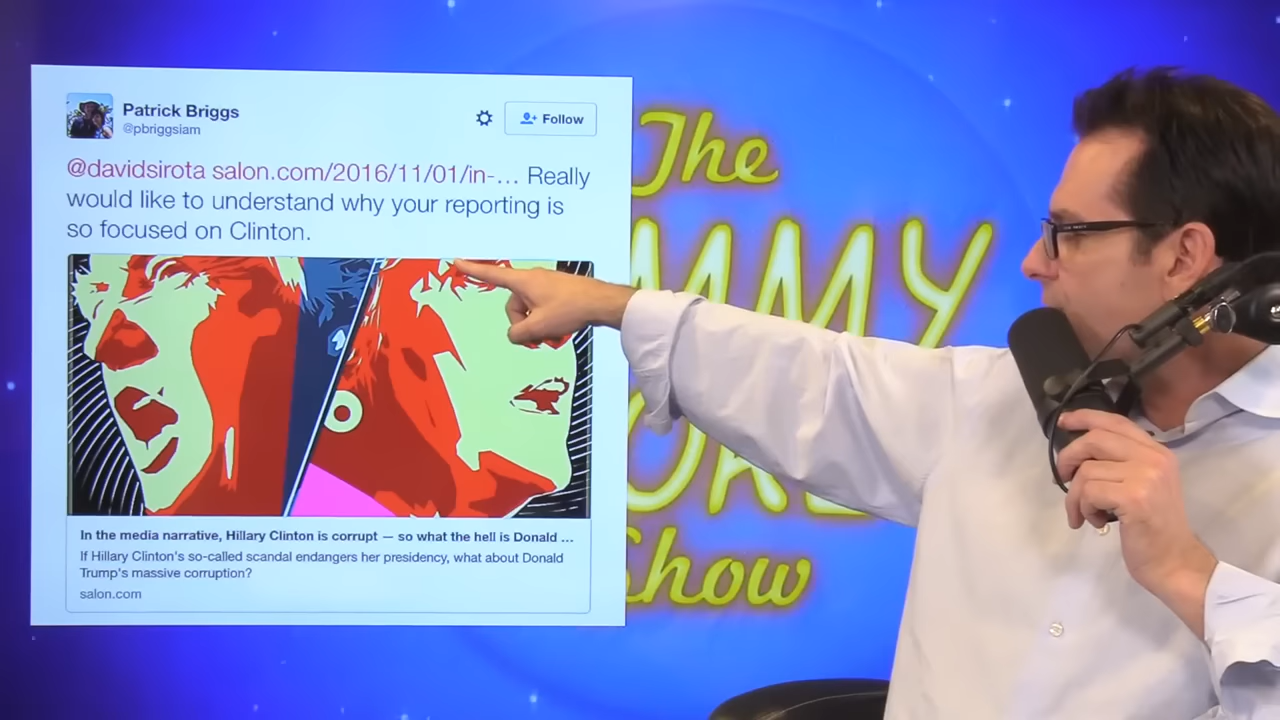 Patrick Briggs
@pbriggsiam
Follow
@davidsirota salon.com/2016/11/01/in-... Really
would like to understand why your reporting is
so focused on Clinton.
In the media narrative, Hillary Clinton is corrupt — so what the hell is Donald ...
If Hillary Clinton's so-called scandal endangers her presidency, what about Donald
Trump's massive corruption?
salon.com
The
MMY
Show